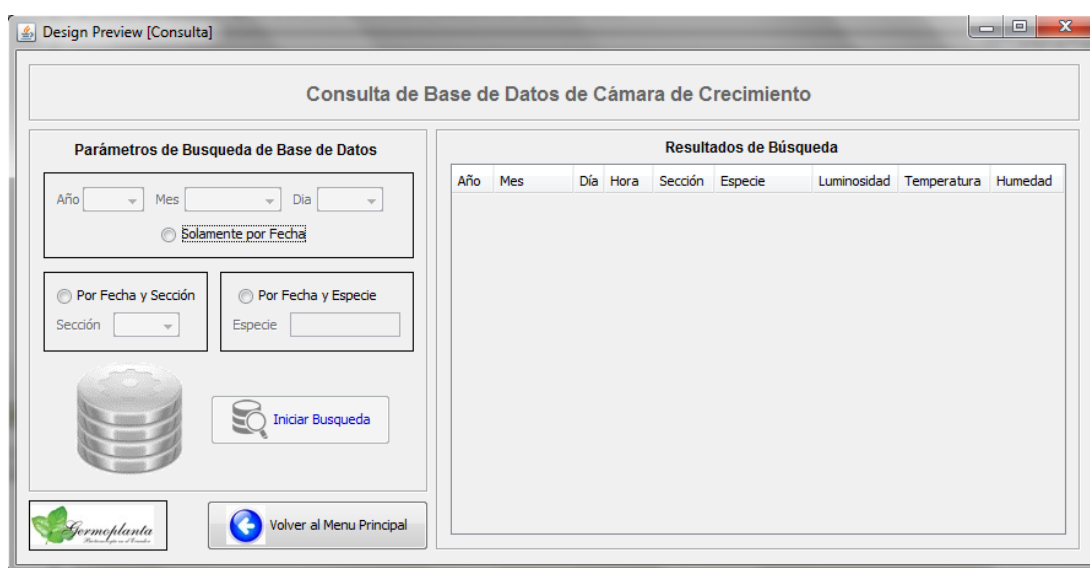 Design Preview [Consulta]
Consulta de Base de Datos de Cámara de Crecimiento
Parámetros de Busqueda de Base de Datos
Año Mes Dia
Solamente por Fecha
Por Fecha y Sección
Sección
Por Fecha y Especie
Especie
Iniciar Busqueda
Germoplanta
Volver al Menu Principal
Resultados de Búsqueda
Año Mes Día Hora Sección Especie Luminosidad Temperatura Humedad